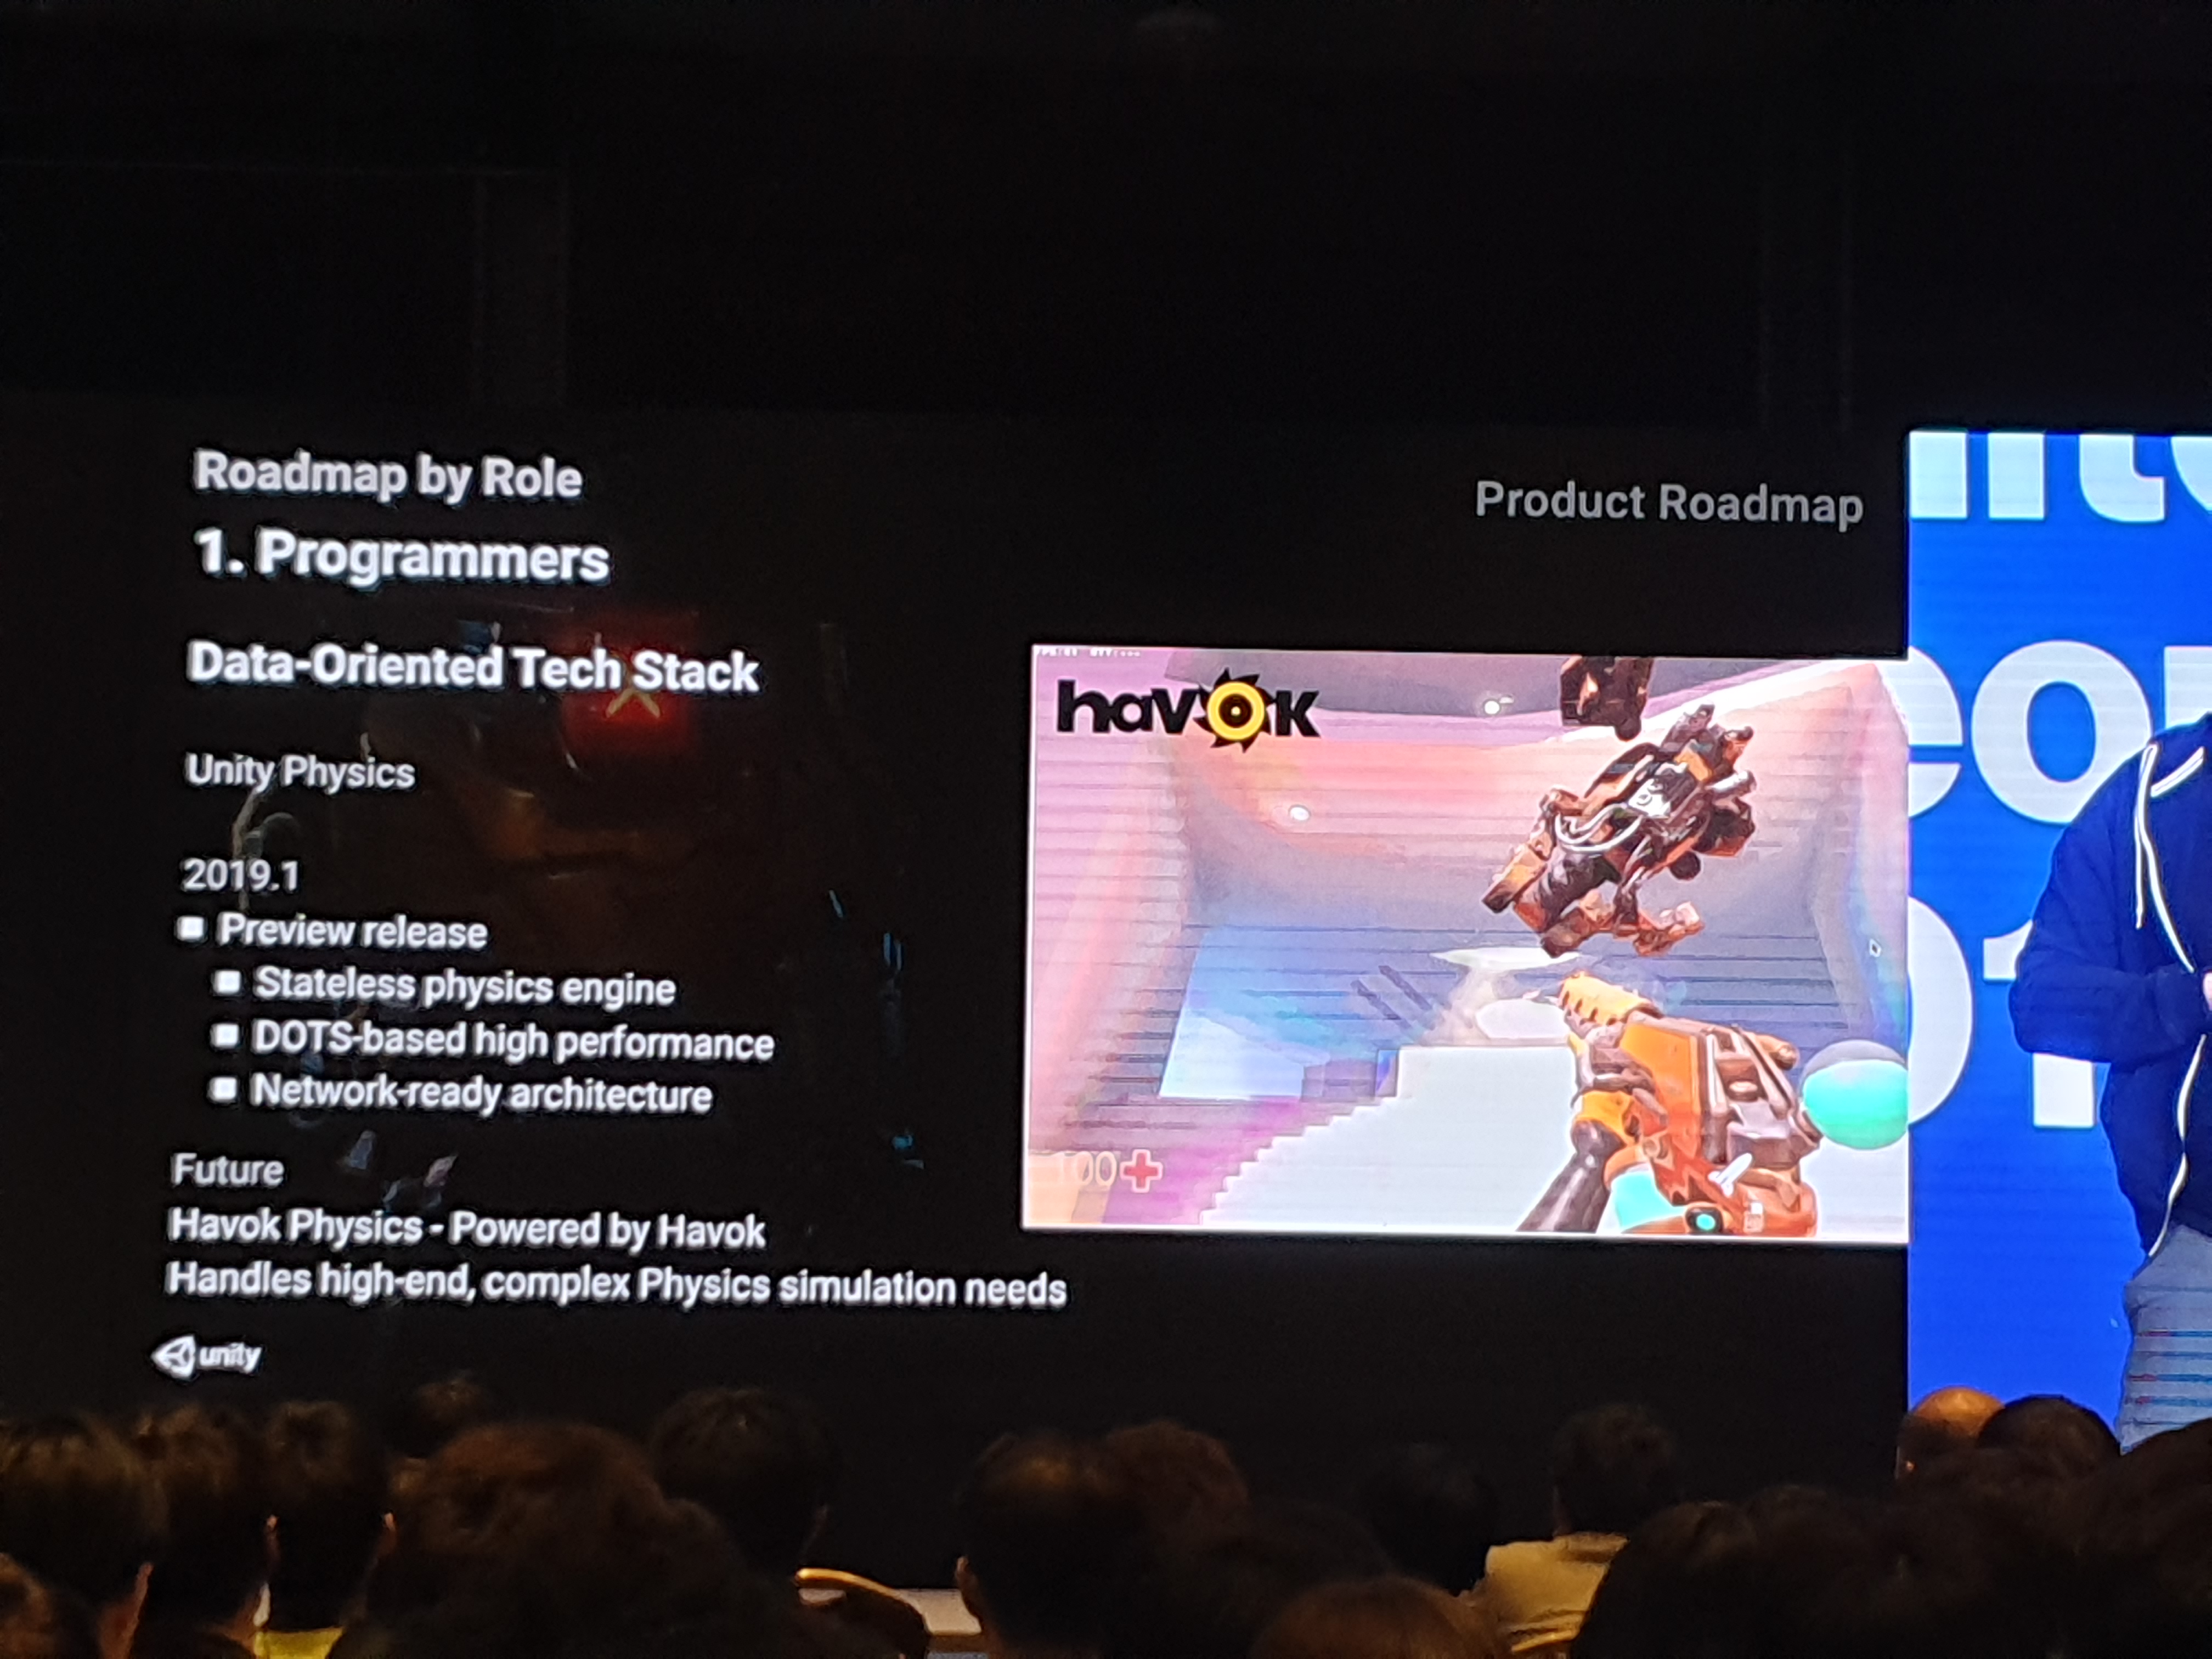 Roadmap by Role
1. Programmers
Product Roadmap
Data-Oriented Tech Stack
Unity Physics
2019.1
Preview release
Stateless physics engine
DOTS-based high performance
Network-ready architecture
Future
Havok Physics - Powered by Havok
Handles high-end, complex Physics simulation needs
unity
havok
100